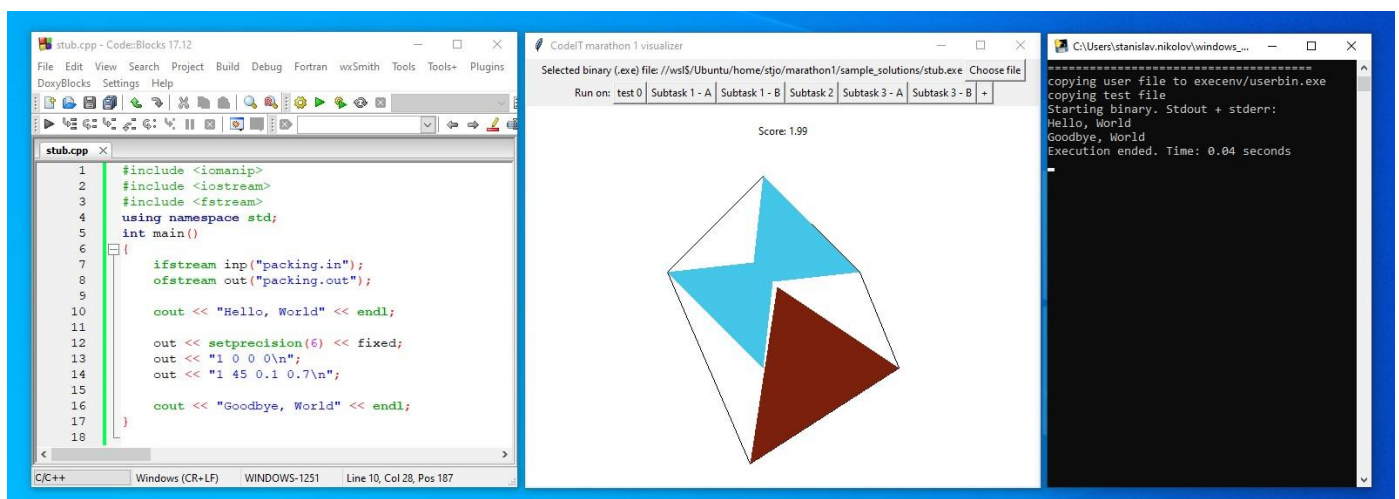 stub.cpp - Code::Blocks 17.12
File Edit View Search Project Build Debug Fortran wxSmith Tools Tools+ Plugins
DoxyBlocks Settings Help
stub.cpp
1 #include <iomanip>
2 #include <iostream>
3 #include <fstream>
4 using namespace std;
5 int main()
6 {
7 ifstream inp("packing.in");
8 ofstream out("packing.out");
9
10 cout << "Hello, World" << endl;
11
12 out << setprecision(6) << fixed;
13 out << "1 0 0 0\n";
14 out << "1 45 0.1 0.7\n";
15
16 cout << "Goodbye, World" << endl;
17 }
18
C/C++ Windows (CR+LF) WINDOWS-1251 Line 10, Col 28, Pos 187
CodeIT marathon 1 visualizer
Selected binary (.exe) file: //wsl$/Ubuntu/home/stjo/marathon1/sample_solutions/stub.exe Choose file
Run on: test 0 Subtask 1 - A Subtask 1 - B Subtask 2 Subtask 3 - A Subtask 3 - B +
Score: 1.99
C:\Users\stanislav.nikolov\windows_...
========================================
copying user file to execenv/userbin.exe
copying test file
Starting binary. Stdout + stderr:
Hello, World
Goodbye, World
Execution ended. Time: 0.04 seconds